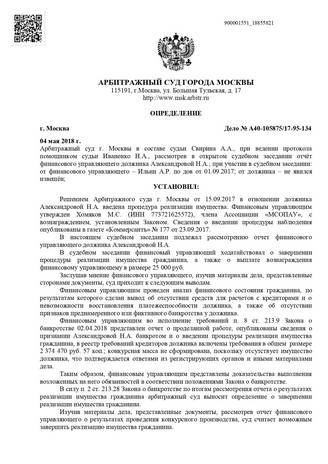 900001551_18855821
АРБИТРАЖНЫЙ СУД ГОРОДА МОСКВЫ
115191, г.Москва, ул. Большая Тульская, д. 17
http://www.msk.arbitr.ru
ОПРЕДЕЛЕНИЕ
г. Москва Дело № А40-105875/17-95-134
04 мая 2018 г.
Арбитражный суд г. Москвы в составе судьи Свирина А.А., при ведении протокола
помощником судьи Иваненко Н.А., рассмотрев в открытом судебном заседании отчёт
финансового управляющего должника Александровой Н.А.; при участии в судебном заседании:
от финансового управляющего – Ильин А.Р. по дов от 01.09.2017; от должника – не явился
извещён;
УСТАНОВИЛ:
Решением Арбитражного суда г. Москвы от 15.09.2017 в отношении должника
Александровой Н.А. введена процедура реализации имущества. Финансовым управляющим
утвержден Хомяков М.С. (ИНН 773721625572), члена Ассоциации «МСОПАУ», с
вознаграждением, установленным Законом. Сведения о введении процедуры наблюдения
опубликованы в газете «Коммерсантъ» № 177 от 23.09.2017.
В настоящем судебном заседании подлежал рассмотрению отчет финансового
управляющего должника Александровой Н.А.
В судебном заседании финансовый управляющий ходатайствовал о завершении
процедуры реализации имущества гражданина, а также о выплате вознаграждения
финансовому управляющему в размере 25 000 руб.
Заслушав мнение финансового управляющего, изучив материалы дела, представленные
сторонами документы, суд приходит к следующим выводам.
Финансовым управляющим проведен анализ финансового состояния гражданина, по
результатам которого сделан вывод об отсутствии средств для расчетов с кредиторами и о
невозможности восстановления платежеспособности должника, а также об отсутствии
признаков преднамеренного или фиктивного банкротства у должника.
Финансовым управляющим во исполнение требований п. 8 ст. 213.9 Закона о
банкротстве 02.04.2018 представлен отчет о проделанной работе, опубликованы сведения о
признании Александровой Н.А. банкротом и о введении процедуры реализации имущества
гражданина, в реестр требований кредиторов должника включены требования в общем размере
2 374 470 руб. 57 коп.; конкурсная масса не сформирована, поскольку отсутствует имущество
должника, что подтверждается ответами из регистрирующих органов и иными материалами
дела.
Таким образом, финансовым управляющим представлены доказательства выполнения
возложенных на него обязанностей в соответствии положениями Закона о банкротстве.
В силу п. 2 ст. 213.28 Закона о банкротстве по итогам рассмотрения отчета о результатах
реализации имущества гражданина арбитражный суд выносит определение о завершении
реализации имущества гражданина.
Изучив материалы дела, представленные документы, рассмотрев отчет финансового
управляющего о результатах проведения конкурсного производства, суд считает возможным
завершить реализацию имущества гражданина.